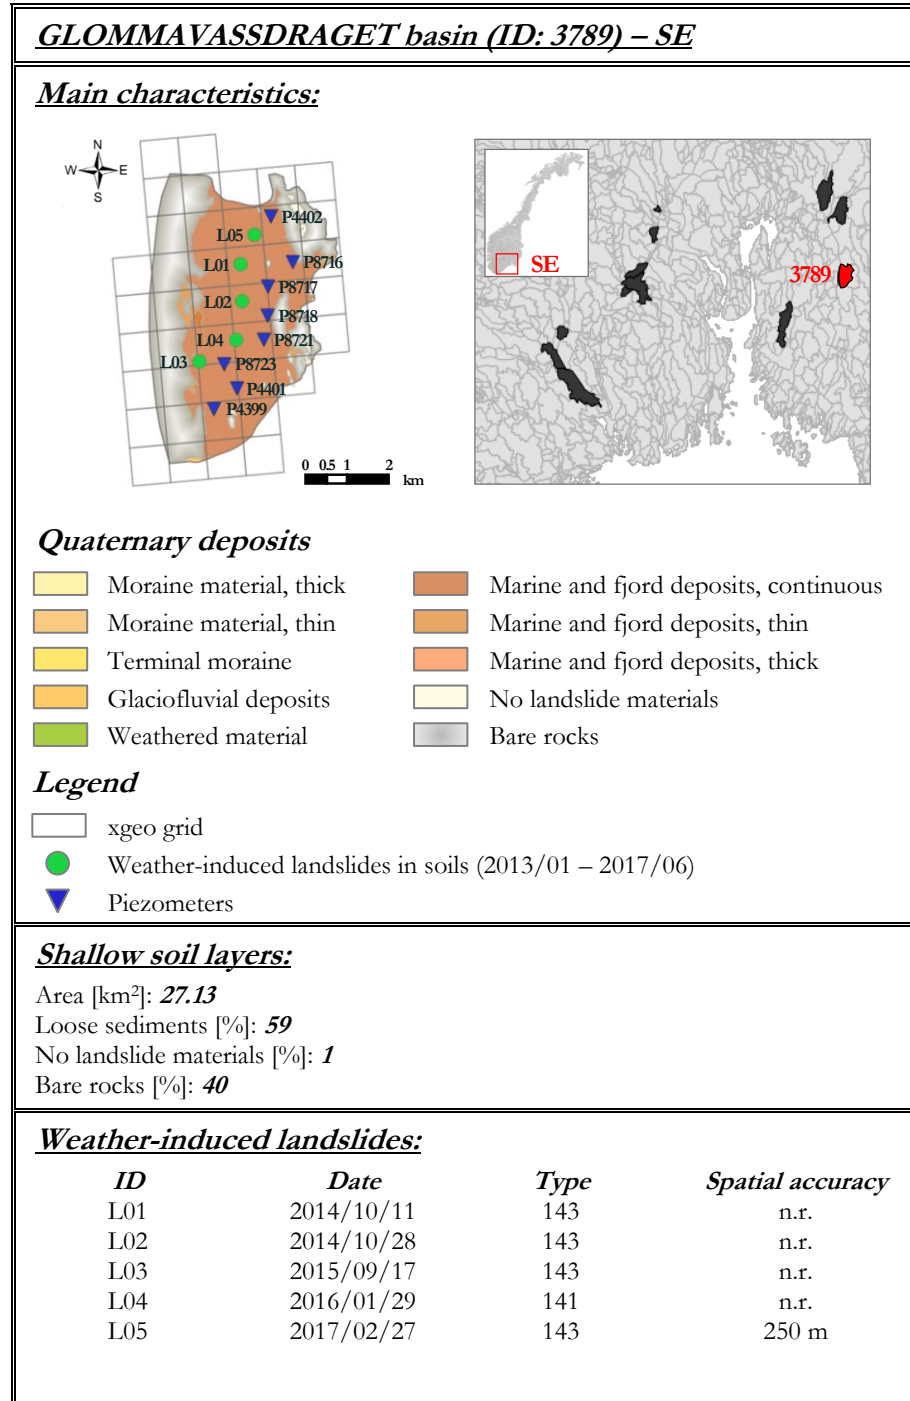 GLOMMAVASSDRAGET basin (ID: 3789) – SE
Main characteristics:
N
W E
S
P4402
L05
L01 P8716
P8717
L02
P8718
L04 P8721
L03 P8723
P4401
P4399
0 0.5 1 2
km
SE
3789
Quaternary deposits
Moraine material, thick
Moraine material, thin
Terminal moraine
Glaciofluvial deposits
Weathered material
Marine and fjord deposits, continuous
Marine and fjord deposits, thin
Marine and fjord deposits, thick
No landslide materials
Bare rocks
Legend
xgeo grid
Weather-induced landslides in soils (2013/01 – 2017/06)
Piezometers
Shallow soil layers:
Area [km²]: 27.13
Loose sediments [%]: 59
No landslide materials [%]: 1
Bare rocks [%]: 40
Weather-induced landslides:
ID Date Type Spatial accuracy
L01 2014/10/11 143 n.r.
L02 2014/10/28 143 n.r.
L03 2015/09/17 143 n.r.
L04 2016/01/29 141 n.r.
L05 2017/02/27 143 250 m